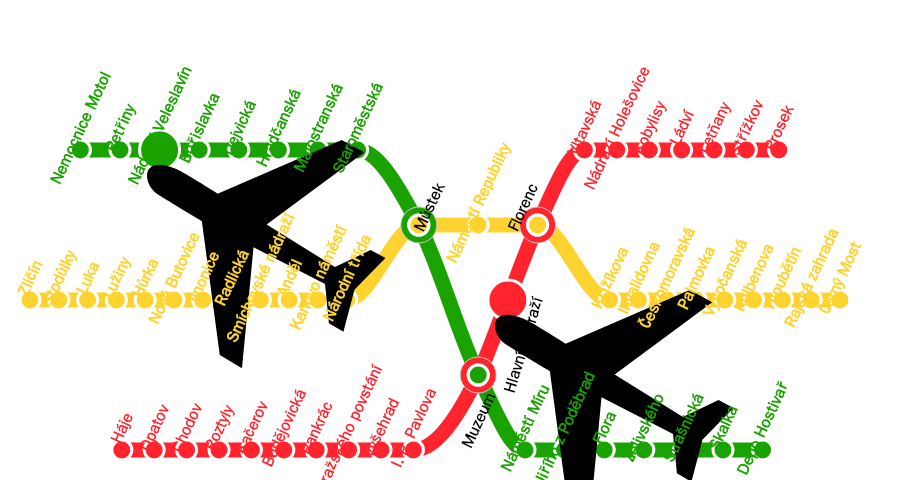 Nemocnice Motol
Petřiny
Nádraží Veleslavín
Bořislavka
Dejvická
Hradčanská
Malostranská
Staroměstská
Můstek
Muzeum
Náměstí Míru
Jiřího z Poděbrad
Flora
Želivského
Strašnická
Skalka
Depo Hostivař
Zličín
Stodůlky
Luka
Lužiny
Hůrka
Nové Butovice
Jinonice
Radlická
Smíchovské nádraží
Anděl
Karlovo náměstí
Národní třída
Náměstí Republiky
Florenc
Křižíkova
Invalidovna
Českomoravská
Palmovka
Vysočanská
Kolbenova
Hloubětín
Rajská zahrada
Černý Most
Háje
Opatov
Chodov
Roztyly
Kačerov
Budějovická
Pankrác
Pražského povstání
Vyšehrad
I. P. Pavlova
Hlavní nádraží
Vltavská
Nádraží Holešovice
Kobylisy
Ládví
Letňany
Střížkov
Prosek